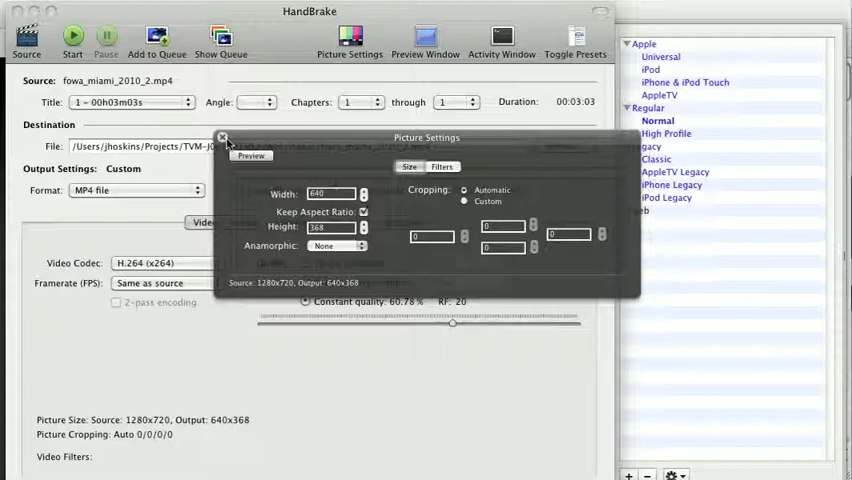 HandBrake
Source Start Pause Add to Queue Show Queue Picture Settings Preview Window Activity Window Toggle Presets
Source: fowa_miami_2010_2.mp4
Title: 1 - 00h03m03s Angle: Chapters: 1 through 1 Duration: 00:03:03
Destination
File: /Users/jhoskins/Projects/TVM-J
Output Settings: Custom
Format: MP4 file
Video
Video Codec: H.264 (x264)
Framerate (FPS): Same as source
2-pass encoding
Constant quality: 60.78 % RF: 20
Picture Size: Source: 1280x720, Output: 640x368
Picture Cropping: Auto 0/0/0/0
Video Filters:
Picture Settings
Preview
Size Filters
Width: 640
Keep Aspect Ratio:
Height: 368
Anamorphic: None
Cropping: Automatic
Custom
0
0 0
0
Source: 1280x720, Output: 640x368
Apple
Universal
iPod
iPhone & iPod Touch
AppleTV
Regular
Normal
High Profile
egacy
Classic
AppleTV Legacy
iPhone Legacy
iPod Legacy
eb